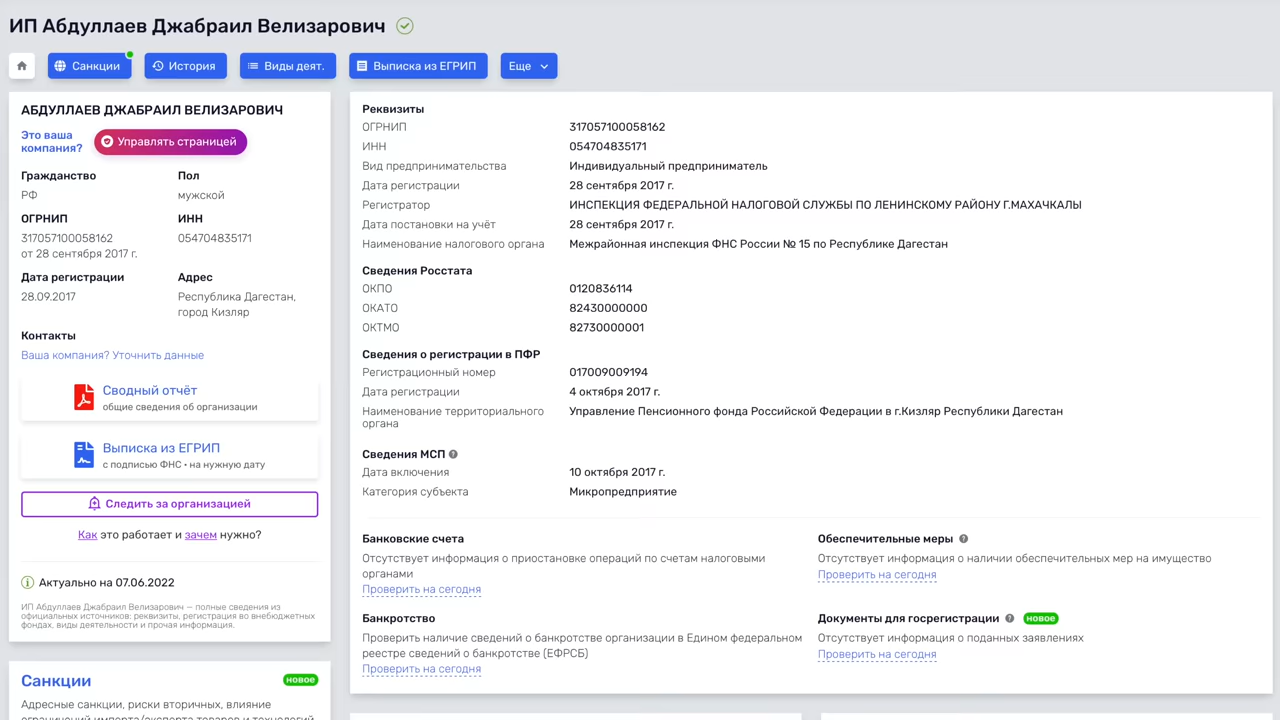 ИП Абдуллаев Джабраил Велизарович
Санкции
История
Виды деят.
Выписка из ЕГРИП
Еще
АБДУЛЛАЕВ ДЖАБРАИЛ ВЕЛИЗАРОВИЧ
Это ваша
компания?
Управлять страницей
Гражданство
Пол
РФ
мужской
ОГРНИП
ИНН
317057100058162
054704835171
от 28 сентября 2017 г.
Дата регистрации
Адрес
28.09.2017
Республика Дагестан,
город Кизляр
Контакты
Ваша компания? Уточнить данные
Сводный отчёт
общие сведения об организации
Выписка из ЕГРИП
с подписью ФНС • на нужную дату
Следить за организацией
Как это работает и зачем нужно?
Актуально на 07.06.2022
ИП Абдуллаев Джабраил Велизарович — полные сведения из
официальных источников: реквизиты, регистрация во внебюджетных
фондах, виды деятельности и прочая информация.
Санкции
новое
Адресные санкции, риски вторичных, влияние
ограничений импорта/экспорта товаров и технологий
Реквизиты
ОГРНИП 317057100058162
ИНН 054704835171
Вид предпринимательства Индивидуальный предприниматель
Дата регистрации 28 сентября 2017 г.
Регистратор ИНСПЕКЦИЯ ФЕДЕРАЛЬНОЙ НАЛОГОВОЙ СЛУЖБЫ ПО ЛЕНИНСКОМУ РАЙОНУ Г.МАХАЧКАЛЫ
Дата постановки на учёт 28 сентября 2017 г.
Наименование налогового органа Межрайонная инспекция ФНС России № 15 по Республике Дагестан
Сведения Росстата
ОКПО 0120836114
ОКАТО 82430000000
ОКТМО 82730000001
Сведения о регистрации в ПФР
Регистрационный номер 017009009194
Дата регистрации 4 октября 2017 г.
Наименование территориального Управление Пенсионного фонда Российской Федерации в г.Кизляр Республики Дагестан
органа
Сведения МСП
Дата включения 10 октября 2017 г.
Категория субъекта Микропредприятие
Банковские счета
Отсутствует информация о приостановке операций по счетам налоговыми
органами
Проверить на сегодня
Обеспечительные меры
Отсутствует информация о наличии обеспечительных мер на имущество
Проверить на сегодня
Банкротство
Проверить наличие сведений о банкротстве организации в Едином федеральном
реестре сведений о банкротстве (ЕФРСБ)
Проверить на сегодня
Документы для госрегистрации новое
Отсутствует информация о поданных заявлениях
Проверить на сегодня